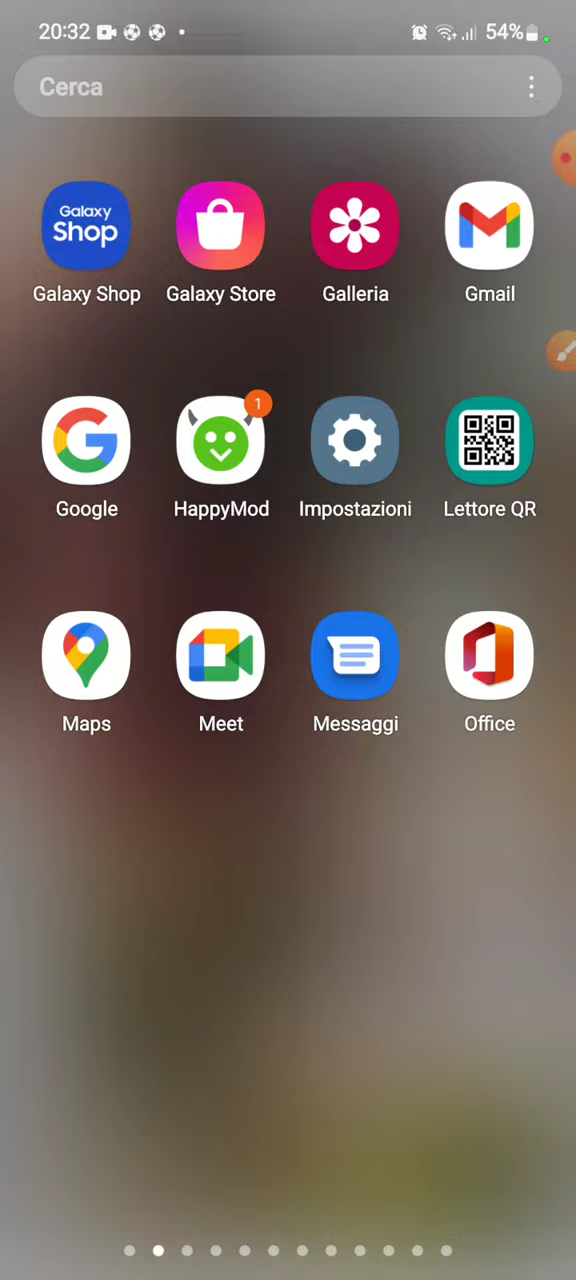 20:32 54%
Cerca
Galaxy Shop
Galaxy Shop Galaxy Store Galleria Gmail
1
Google HappyMod Impostazioni Lettore QR
Maps Meet Messaggi Office